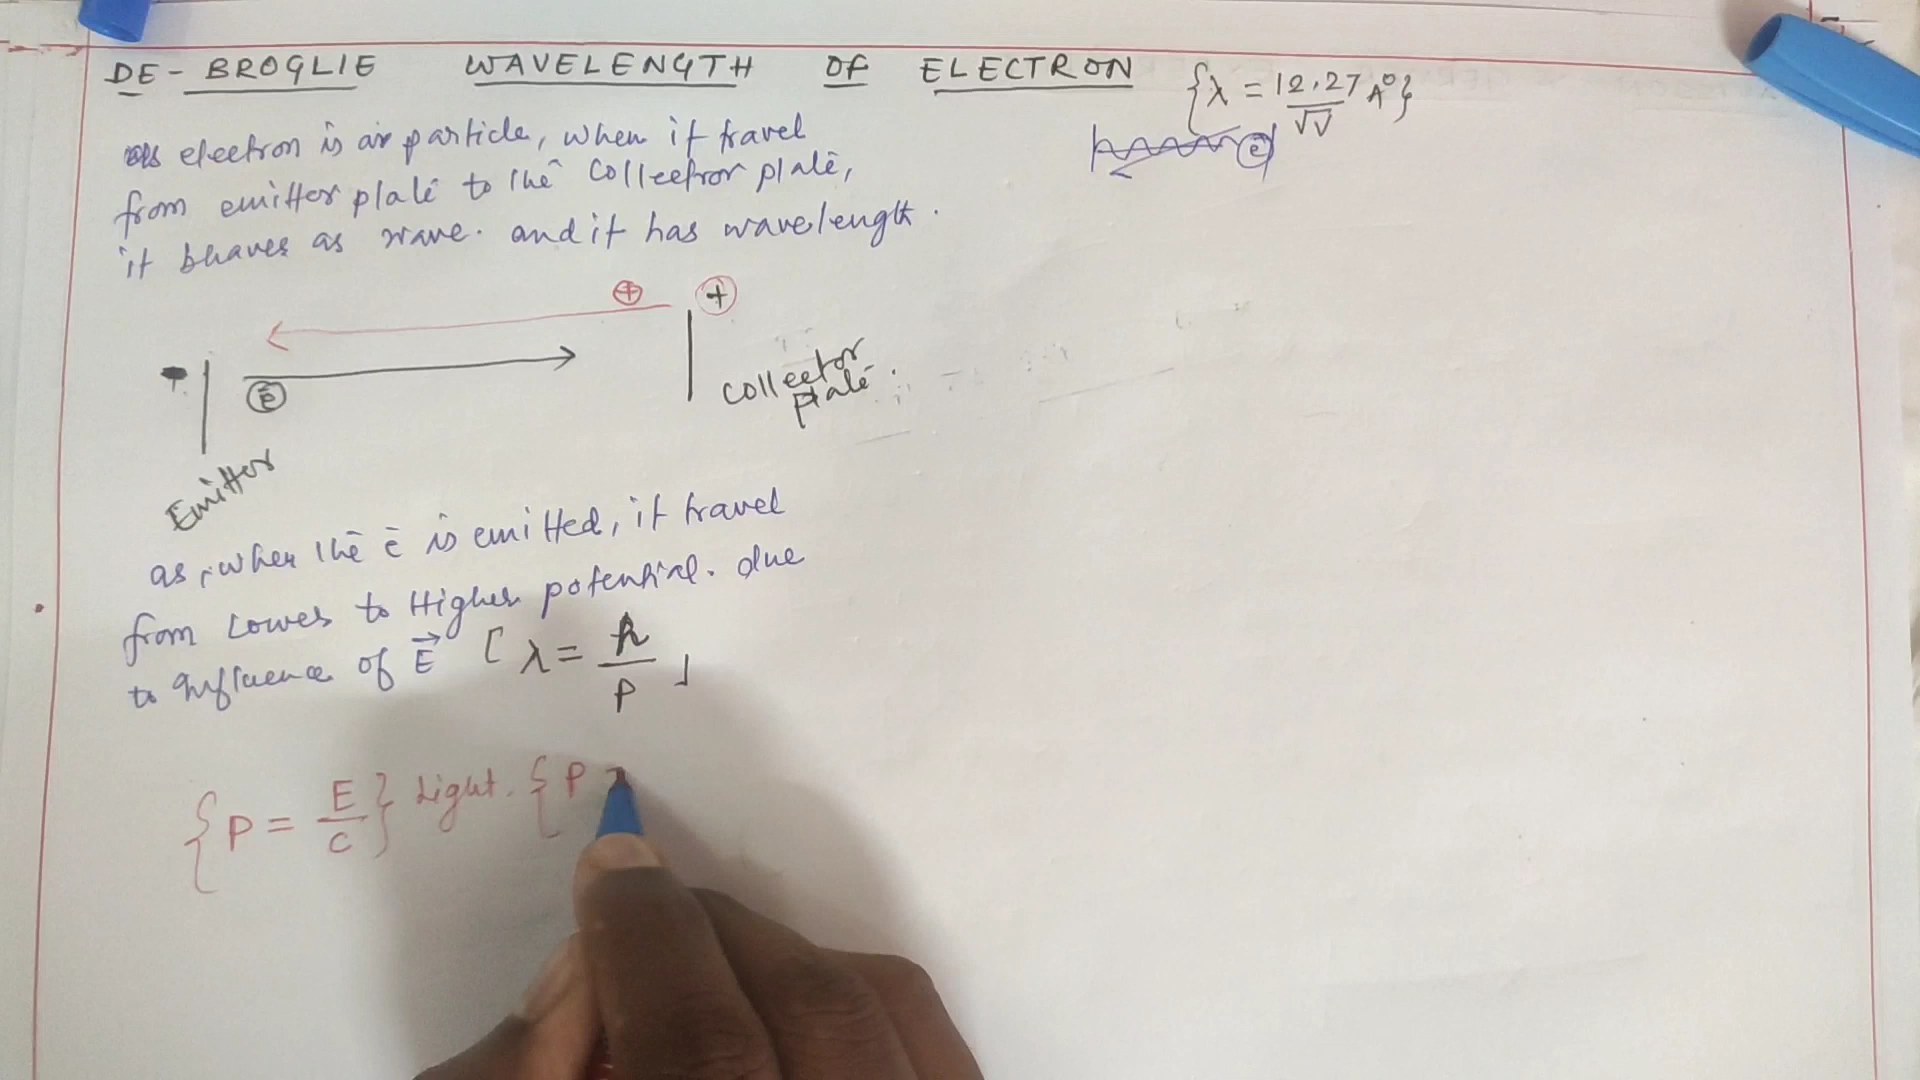 DE-BROGLIE WAVELENGTH OF ELECTRON {λ = 12.27/√V A°}
electron is a particle, when it travel
from emitter plate to the Collector plate,
it bhaves as wave. and it has wavelength.
e
+ +
e
Collector
plate.
Emitter
as, when the e is emitted, it travel
from Lower to Higher potential. due
to Influence of E [λ = h/P]
{P = E/C} Light. {P